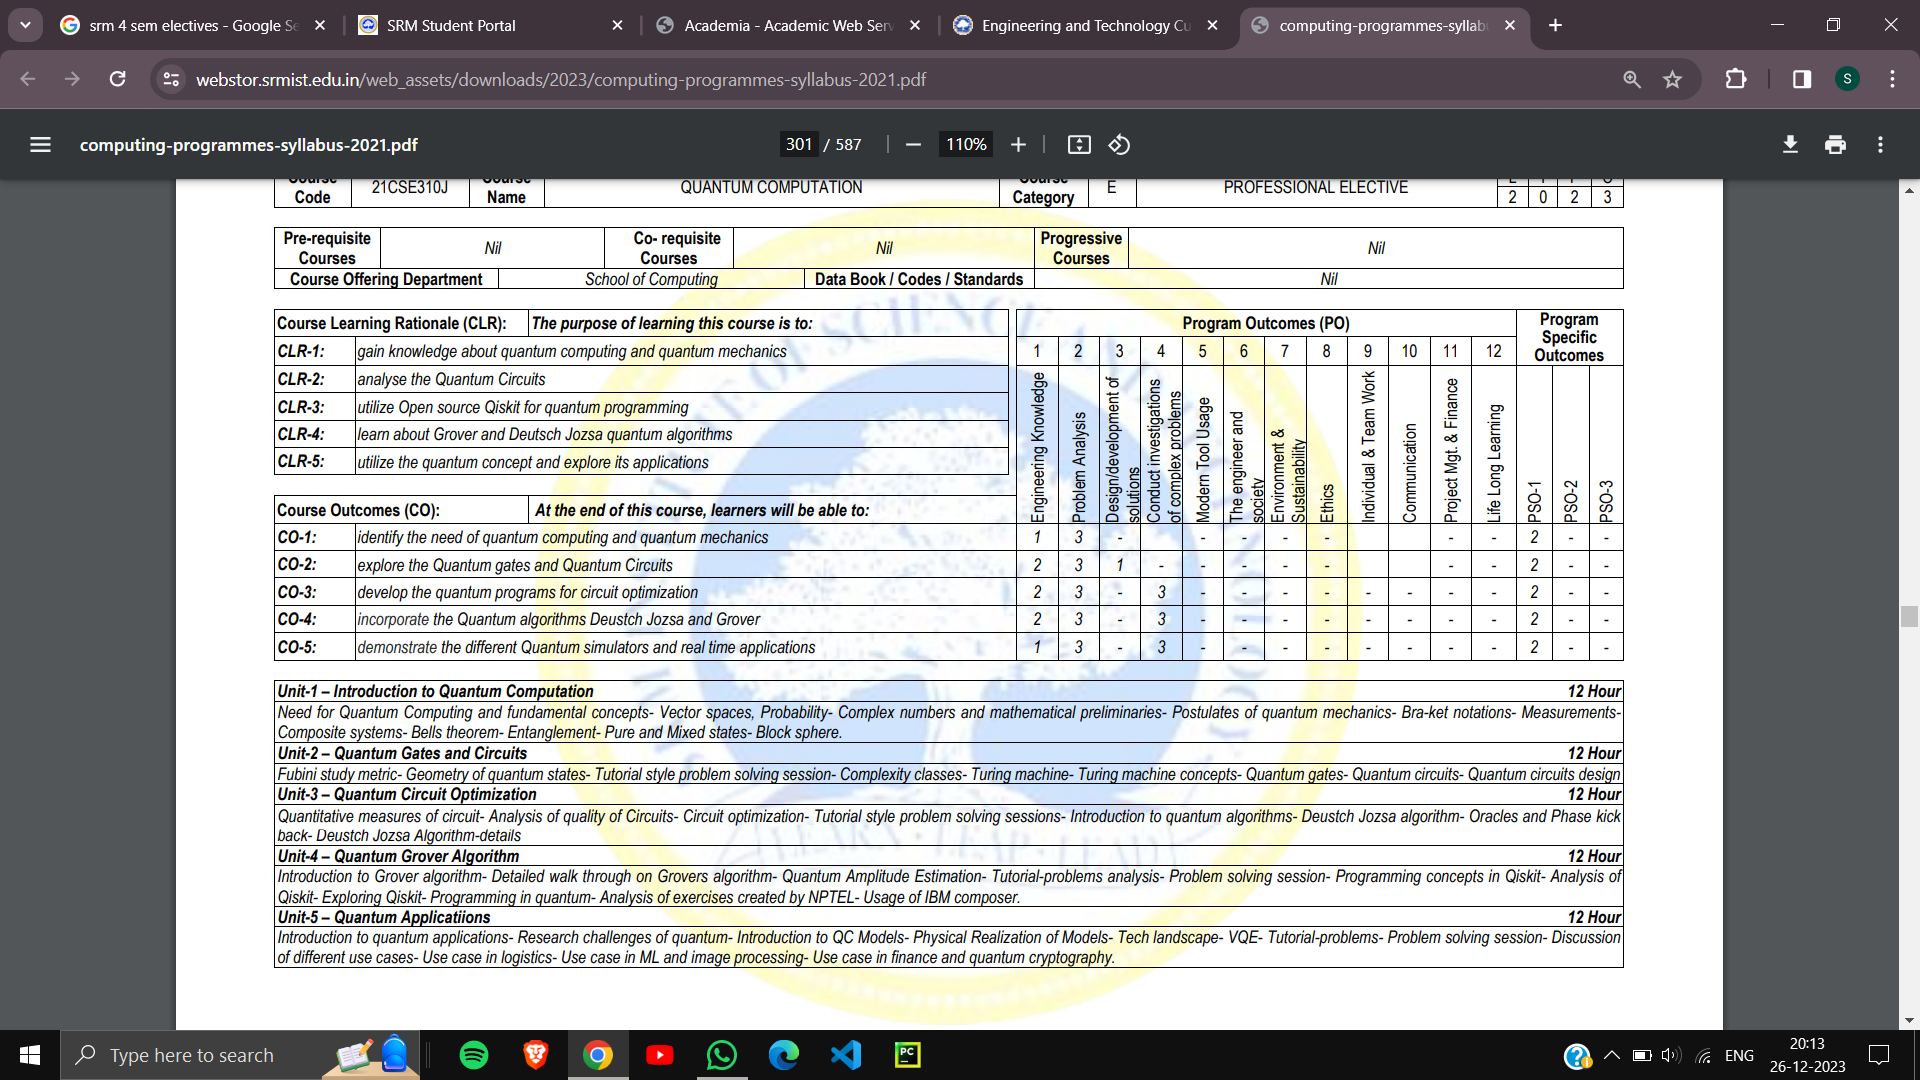 srm 4 sem electives - Google Se
SRM Student Portal
Academia - Academic Web Serv
Engineering and Technology Cu
computing-programmes-syllab
webstor.srmist.edu.in/web_assets/downloads/2023/computing-programmes-syllabus-2021.pdf
S
computing-programmes-syllabus-2021.pdf
301 / 587
110%
Course Code 21CSE310J Course Name QUANTUM COMPUTATION Course Category E PROFESSIONAL ELECTIVE
2 0 2 3
Pre-requisite Courses Nil Co- requisite Courses Nil Progressive Courses Nil
Course Offering Department School of Computing Data Book / Codes / Standards Nil
Course Learning Rationale (CLR): The purpose of learning this course is to:
CLR-1: gain knowledge about quantum computing and quantum mechanics
CLR-2: analyse the Quantum Circuits
CLR-3: utilize Open source Qiskit for quantum programming
CLR-4: learn about Grover and Deutsch Jozsa quantum algorithms
CLR-5: utilize the quantum concept and explore its applications
Program Outcomes (PO)
Program Specific Outcomes
1 2 3 4 5 6 7 8 9 10 11 12
Engineering Knowledge
Problem Analysis
Design/development of solutions
Conduct investigations of complex problems
Modern Tool Usage
The engineer and society
Environment & Sustainability
Ethics
Individual & Team Work
Communication
Project Mgt. & Finance
Life Long Learning
PSO-1
PSO-2
PSO-3
Course Outcomes (CO): At the end of this course, learners will be able to:
CO-1: identify the need of quantum computing and quantum mechanics 1 3 - - - - - - - 2 - -
CO-2: explore the Quantum gates and Quantum Circuits 2 3 1 - - - - - - - 2 - -
CO-3: develop the quantum programs for circuit optimization 2 3 - 3 - - - - - - - - 2 - -
CO-4: incorporate the Quantum algorithms Deustch Jozsa and Grover 2 3 - 3 - - - - - - - - 2 - -
CO-5: demonstrate the different Quantum simulators and real time applications 1 3 - 3 - - - - - - - - 2 - -
Unit-1 – Introduction to Quantum Computation 12 Hour
Need for Quantum Computing and fundamental concepts- Vector spaces, Probability- Complex numbers and mathematical preliminaries- Postulates of quantum mechanics- Bra-ket notations- Measurements-
Composite systems- Bells theorem- Entanglement- Pure and Mixed states- Block sphere.
Unit-2 – Quantum Gates and Circuits 12 Hour
Fubini study metric- Geometry of quantum states- Tutorial style problem solving session- Complexity classes- Turing machine- Turing machine concepts- Quantum gates- Quantum circuits- Quantum circuits design
Unit-3 – Quantum Circuit Optimization 12 Hour
Quantitative measures of circuit- Analysis of quality of Circuits- Circuit optimization- Tutorial style problem solving sessions- Introduction to quantum algorithms- Deustch Jozsa algorithm- Oracles and Phase kick
back- Deustch Jozsa Algorithm-details
Unit-4 – Quantum Grover Algorithm 12 Hour
Introduction to Grover algorithm- Detailed walk through on Grovers algorithm- Quantum Amplitude Estimation- Tutorial-problems analysis- Problem solving session- Programming concepts in Qiskit- Analysis of
Qiskit- Exploring Qiskit- Programming in quantum- Analysis of exercises created by NPTEL- Usage of IBM composer.
Unit-5 – Quantum Applicatiions 12 Hour
Introduction to quantum applications- Research challenges of quantum- Introduction to QC Models- Physical Realization of Models- Tech landscape- VQE- Tutorial-problems- Problem solving session- Discussion
of different use cases- Use case in logistics- Use case in ML and image processing- Use case in finance and quantum cryptography.
LEARN · LEAP · LEAD
Type here to search
PC
ENG
20:13
26-12-2023